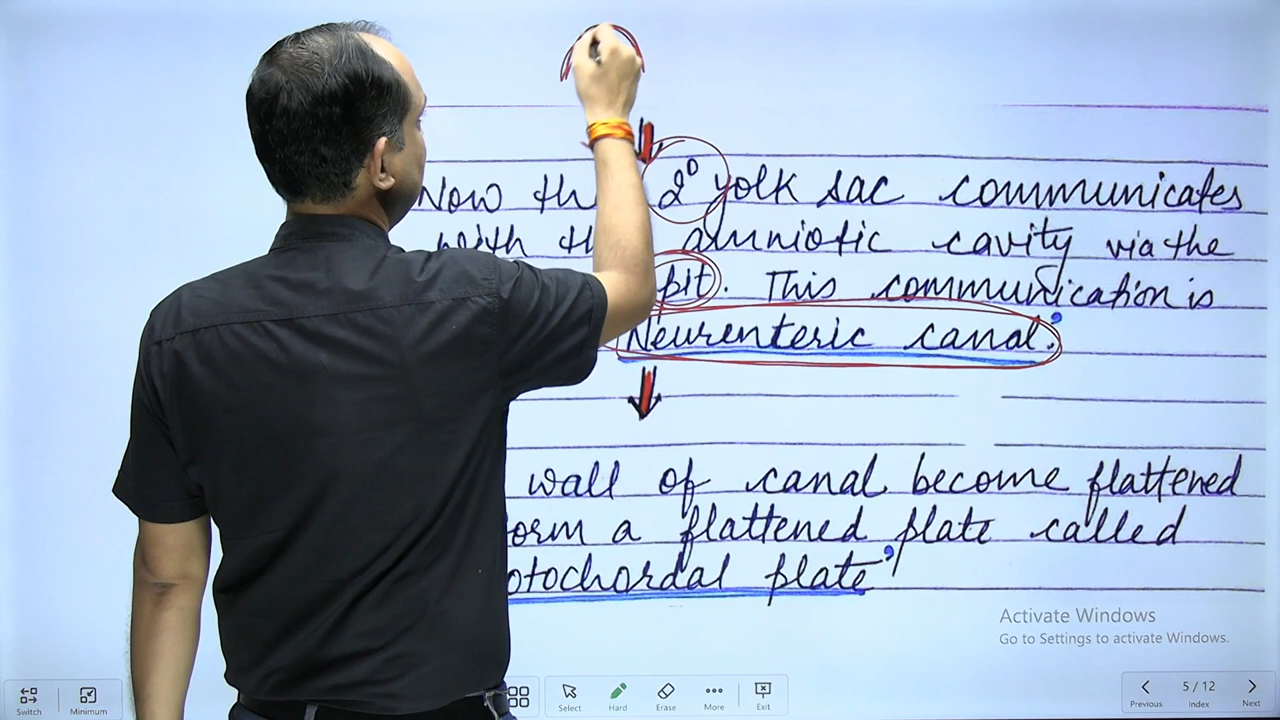 Now th 2° yolk sac communicates
with th amniotic cavity via the
pit. This communication is
Neurenteric canal.’
wall of canal become flattened
orm a flattened plate called
otochordal plate’
Activate Windows
Go to Settings to activate Windows.
Switch Minimum Select Hard Erase More Exit Previous 5 / 12 Index Next